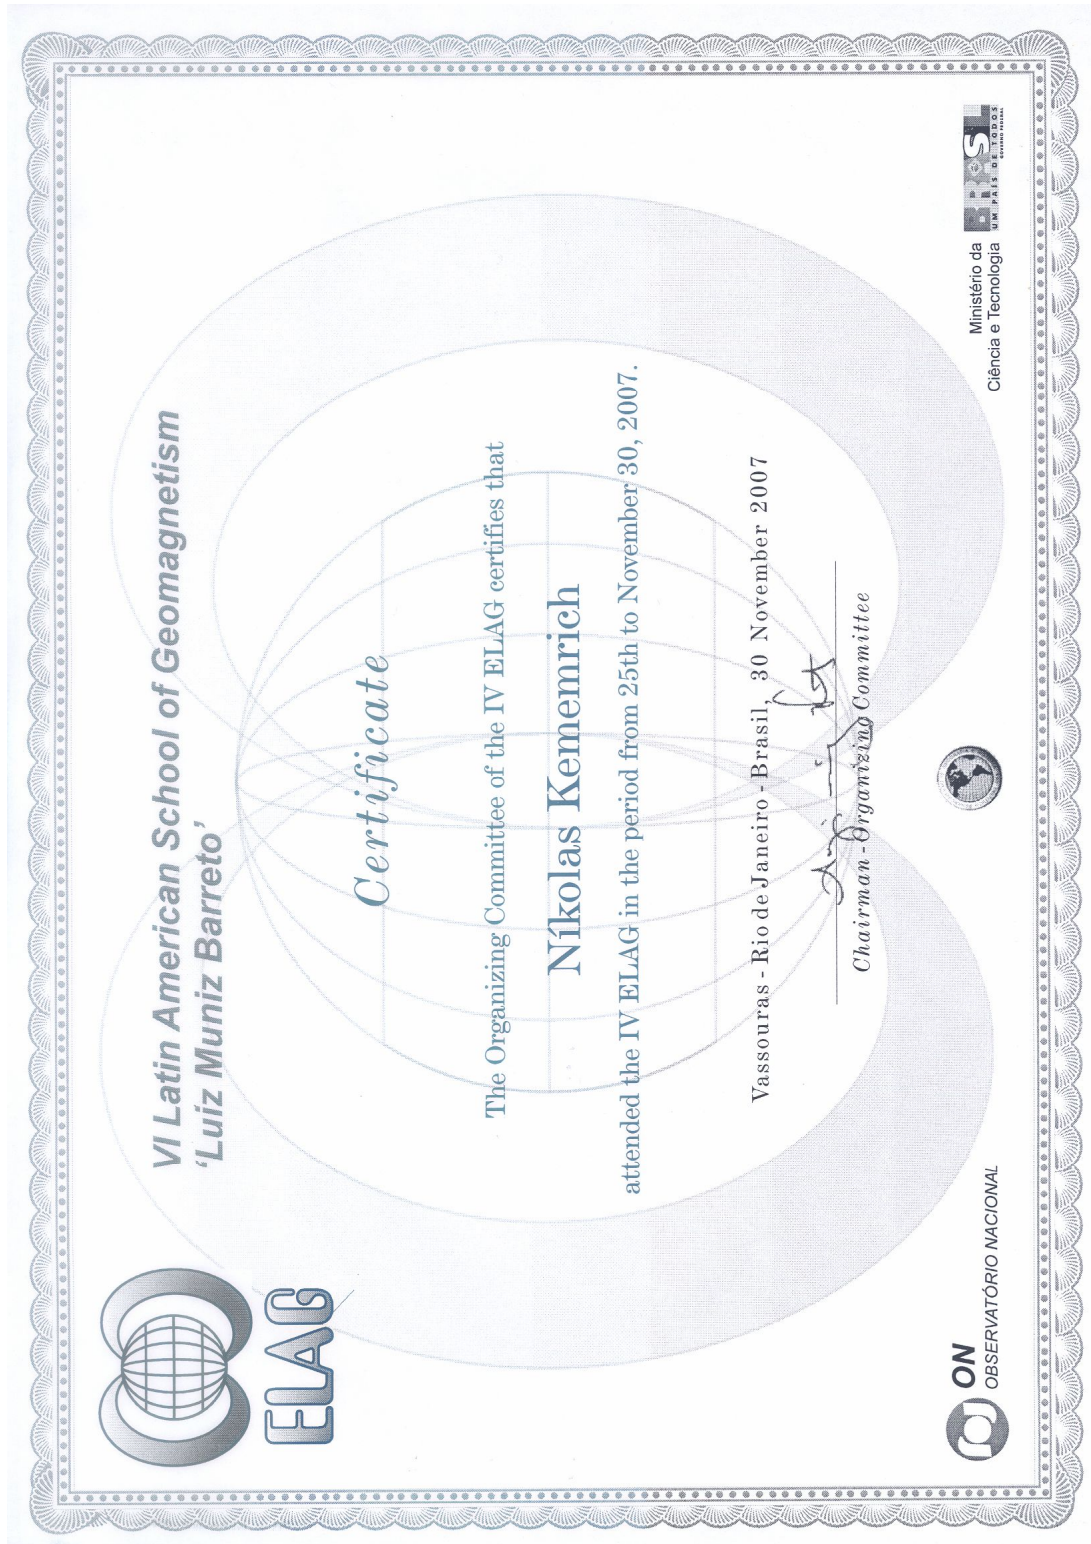 VI Latin American School of Geomagnetism
‘Luiz Muniz Barreto’
ELAG
Certificate
The Organizing Committee of the IV ELAG certifies that
Níkolas Kememrich
attended the IV ELAG in the period from 25th to November 30, 2007.
Vassouras - Rio de Janeiro - Brasil, 30 November 2007
Chairman - Organizing Committee
ON
OBSERVATÓRIO NACIONAL
Ministério da
Ciência e Tecnologia
BRASIL
UM PAÍS DE TODOS
GOVERNO FEDERAL